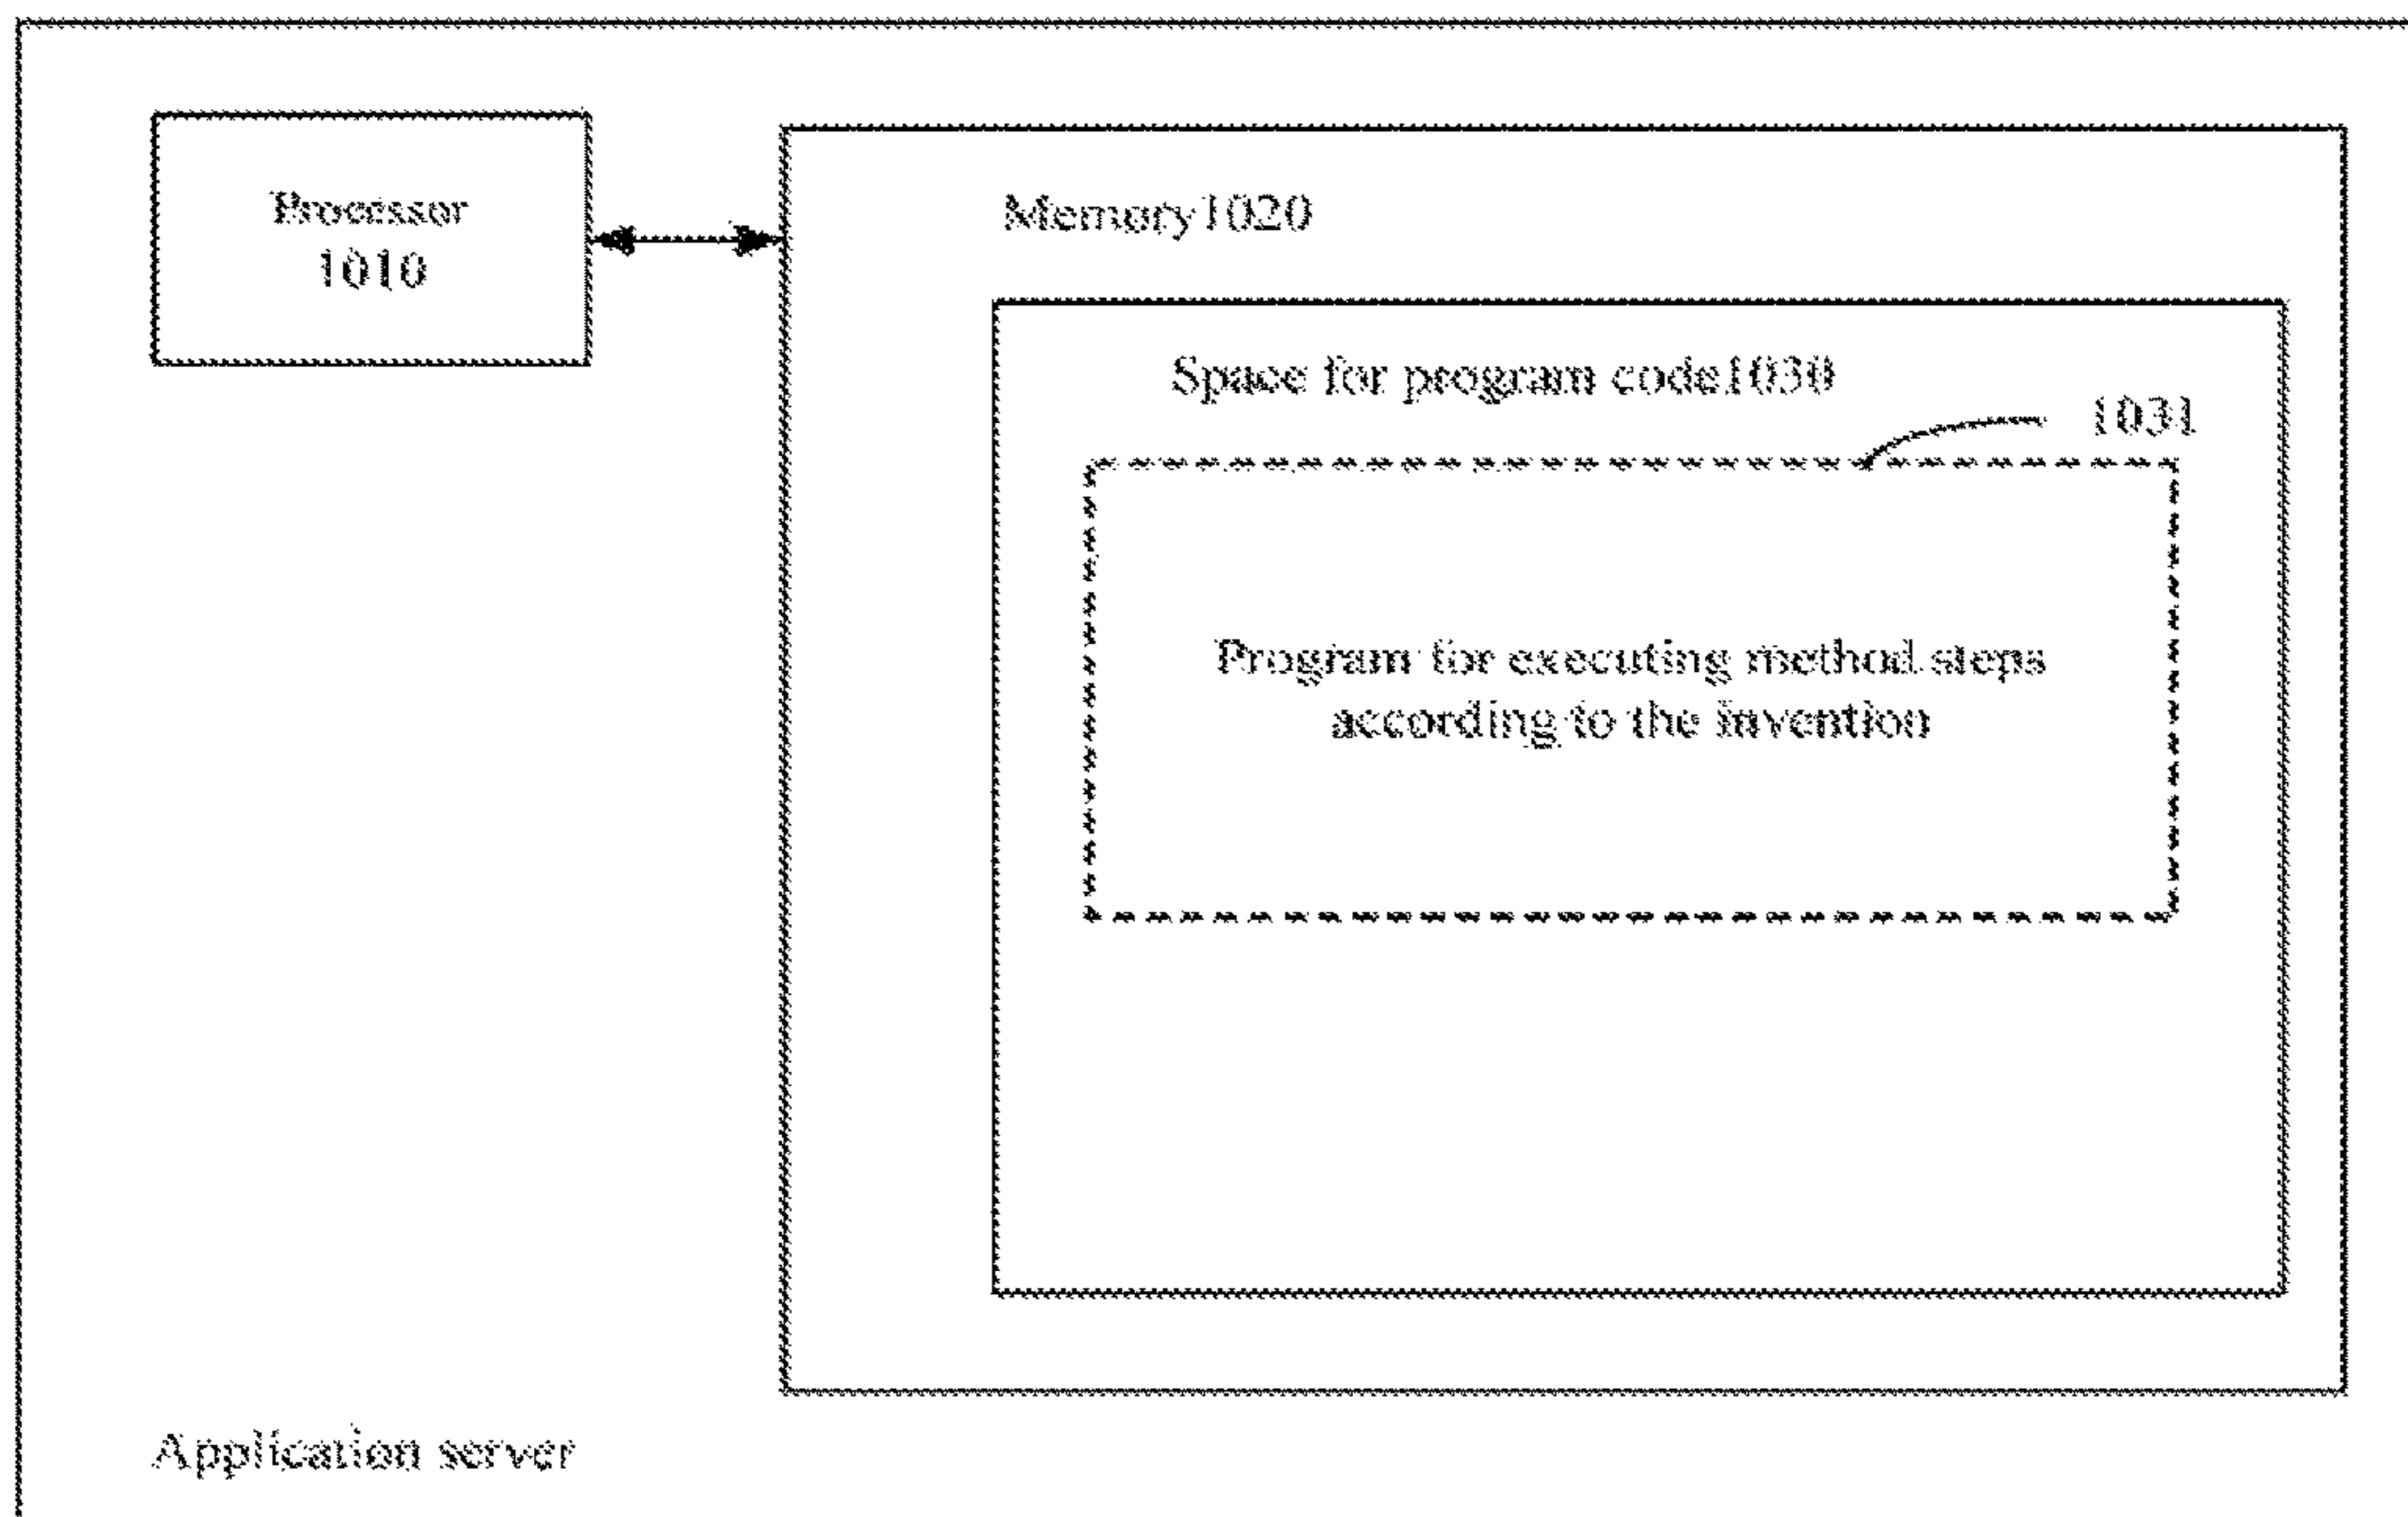 Processor
1010
Memory1020
Space for program code1030
1031
Program for executing method steps
according to the invention
Application server